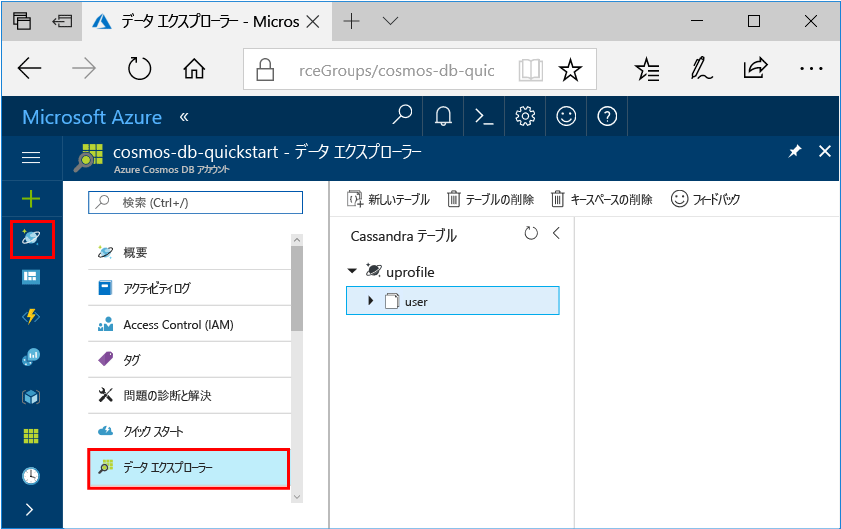 データ エクスプローラー - Micros
rceGroups/cosmos-db-quic
Microsoft Azure «
cosmos-db-quickstart - データ エクスプローラー
Azure Cosmos DB アカウント
検索 (Ctrl+/)
新しいテーブル テーブルの削除 キースペースの削除 フィードバック
Cassandra テーブル
概要
uprofile
アクティビティ ログ
user
Access Control (IAM)
タグ
問題の診断と解決
クイック スタート
データ エクスプローラー